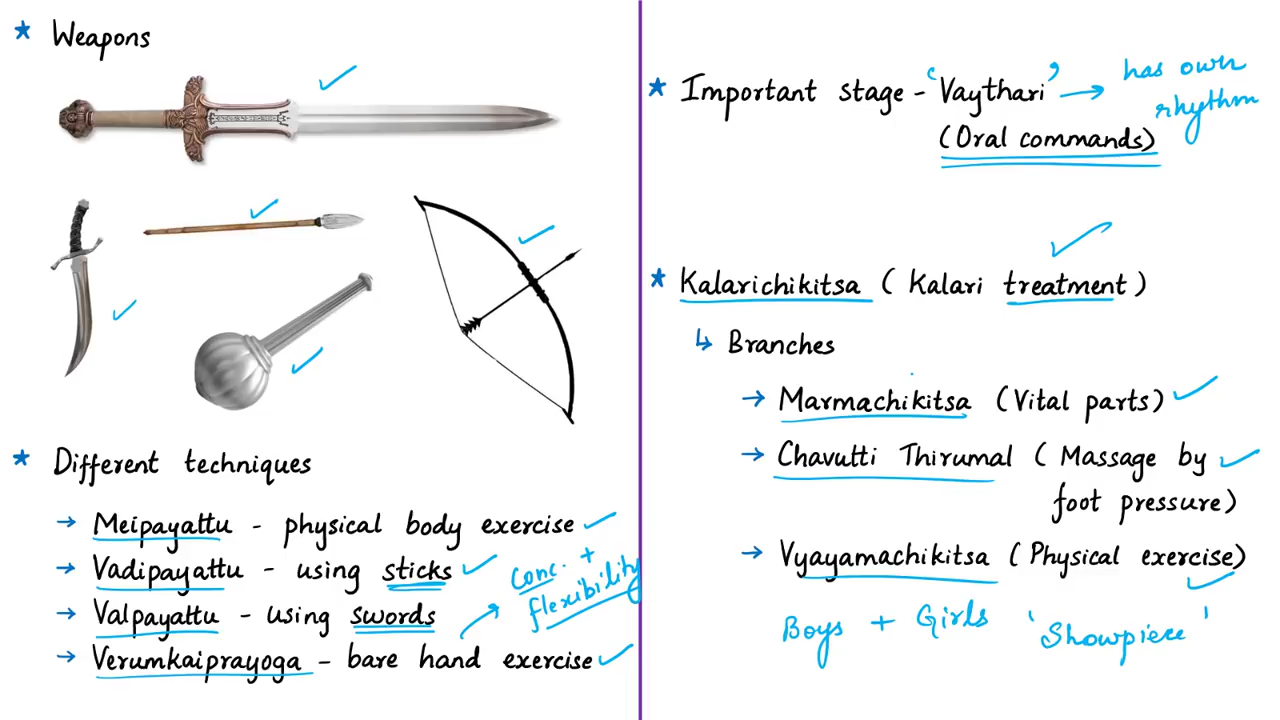 * Weapons
* Different techniques
→ Meipayattu - physical body exercise
→ Vadipayattu - using sticks
→ Valpayattu - using swords
→ Verumkaiprayoga - bare hand exercise
→ conc. +
flexibility
* Important stage - 'Vaythari' → has own
rhythm
(Oral commands)
* Kalarichikitsa ( Kalari treatment )
↳ Branches
→ Marmachikitsa (Vital parts)
→ Chavutti Thirumal ( Massage by
foot pressure)
→ Vyayamachikitsa (Physical exercise)
Boys + Girls 'Showpiece'